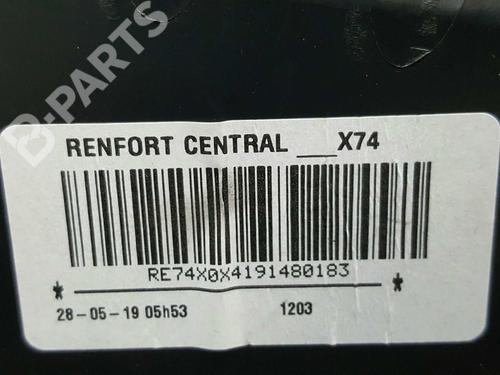 B-PARTS
RENFORT CENTRAL ___X74
RE74X0X4191480183
* *
28-05-19 05h53 1203